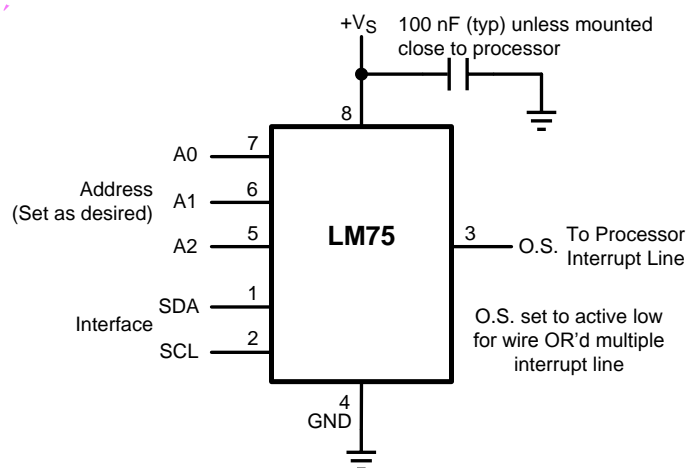 +VS
100 nF (typ) unless mounted
close to processor
8
A0
7
Address
(Set as desired)
A1
6
A2
5
LM75
3
O.S.
To Processor
Interrupt Line
SDA
1
Interface
SCL
2
O.S. set to active low
for wire OR'd multiple
interrupt line
4
GND